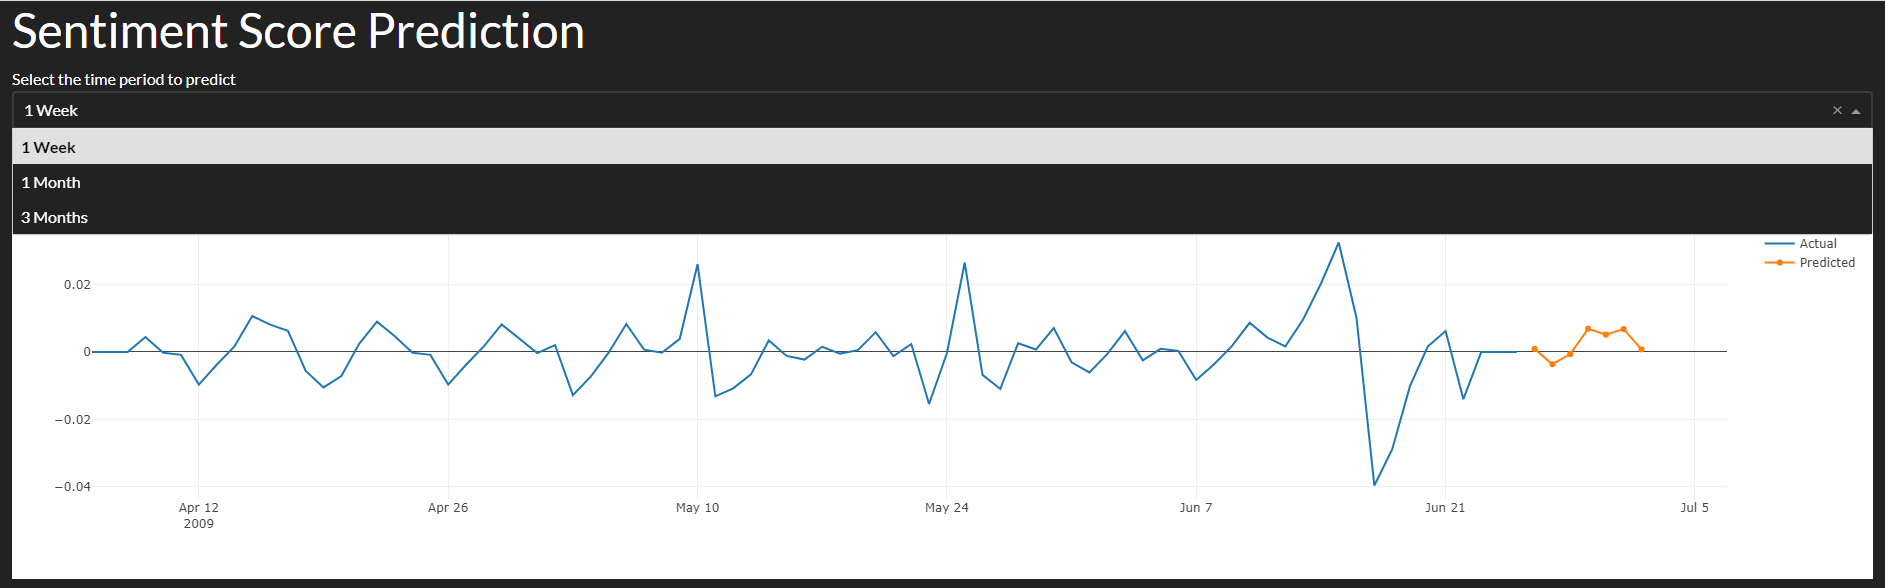 Sentiment Score Prediction
Select the time period to predict
1 Week
1 Week
1 Month
3 Months
Actual
Predicted
0.02
0
−0.02
−0.04
Apr 12 Apr 26 May 10 May 24 Jun 7 Jun 21 Jul 5
2009